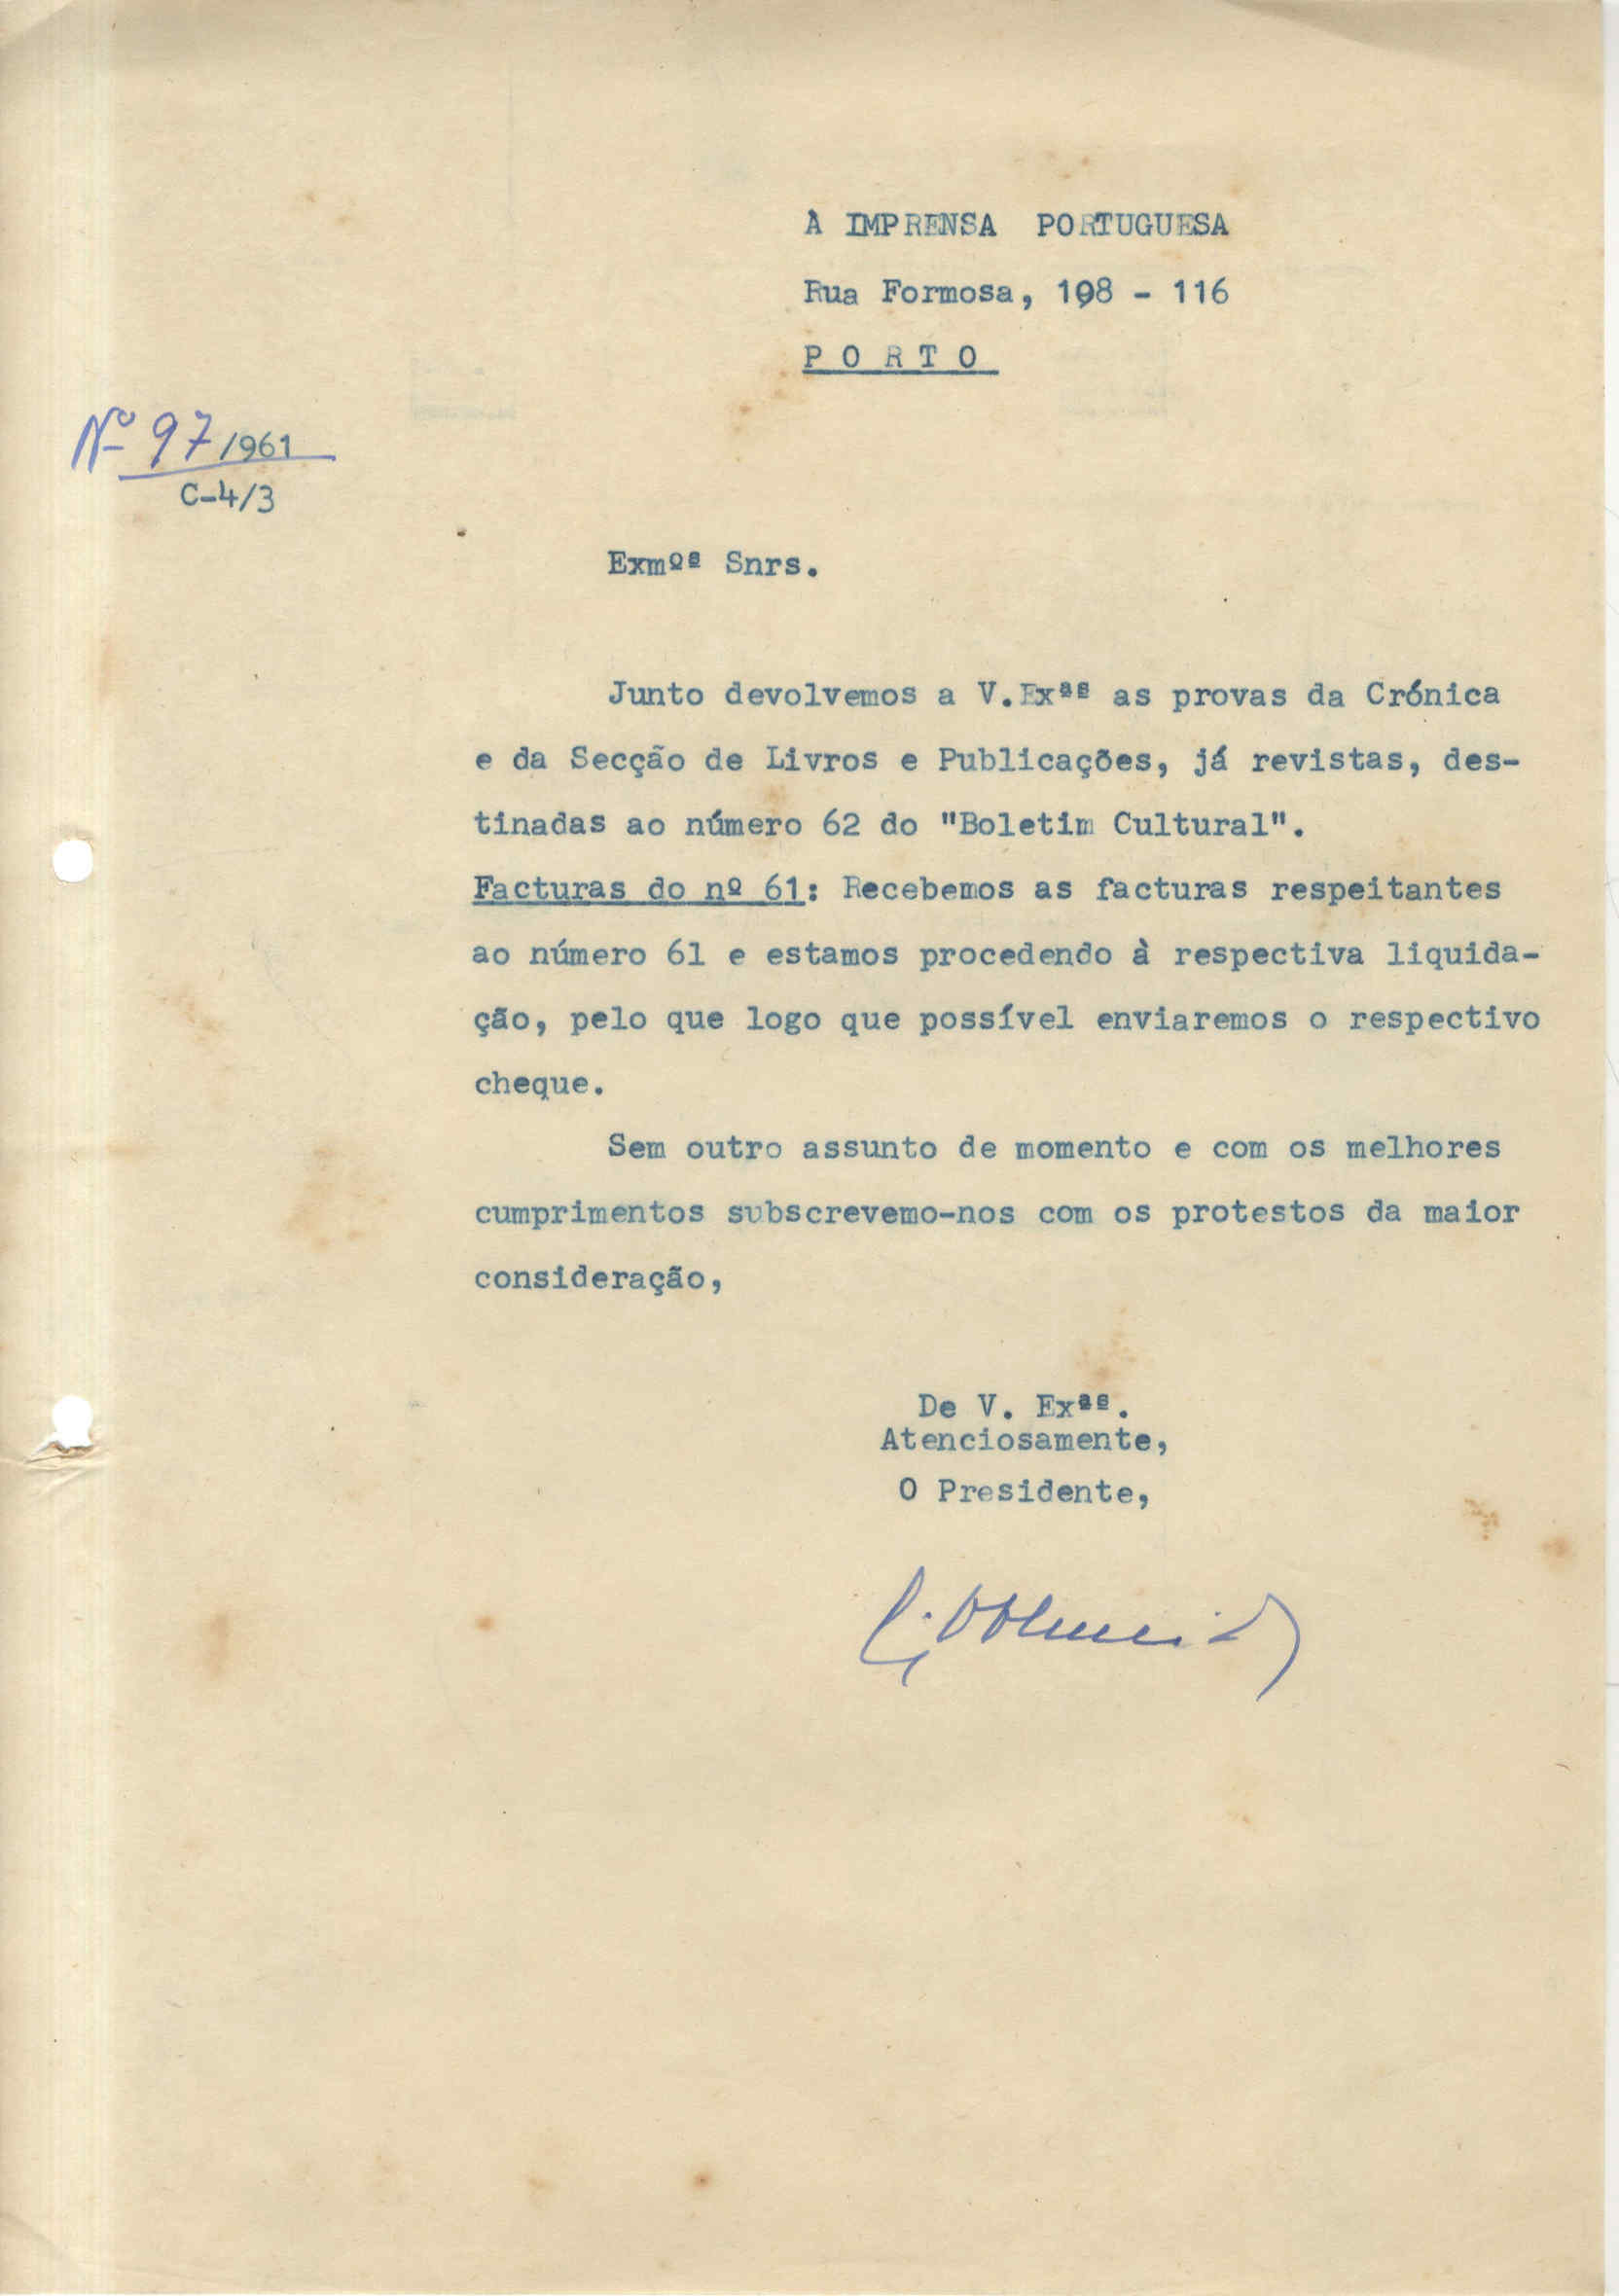 À IMPRENSA PORTUGUESA
Rua Formosa, 108 - 116
PORTO
Nº 97/961
C-4/3
Exmºs Snrs.
Junto devolvemos a V.Exªs as provas da Crónica
e da Secção de Livros e Publicações, já revistas, des-
tinadas ao número 62 do "Boletim Cultural".
Facturas do nº 61: Recebemos as facturas respeitantes
ao número 61 e estamos procedendo à respectiva liquida-
ção, pelo que logo que possível enviaremos o respectivo
cheque.
Sem outro assunto de momento e com os melhores
cumprimentos subscrevemo-nos com os protestos da maior
consideração,
De V. Exªs.
Atenciosamente,
O Presidente,